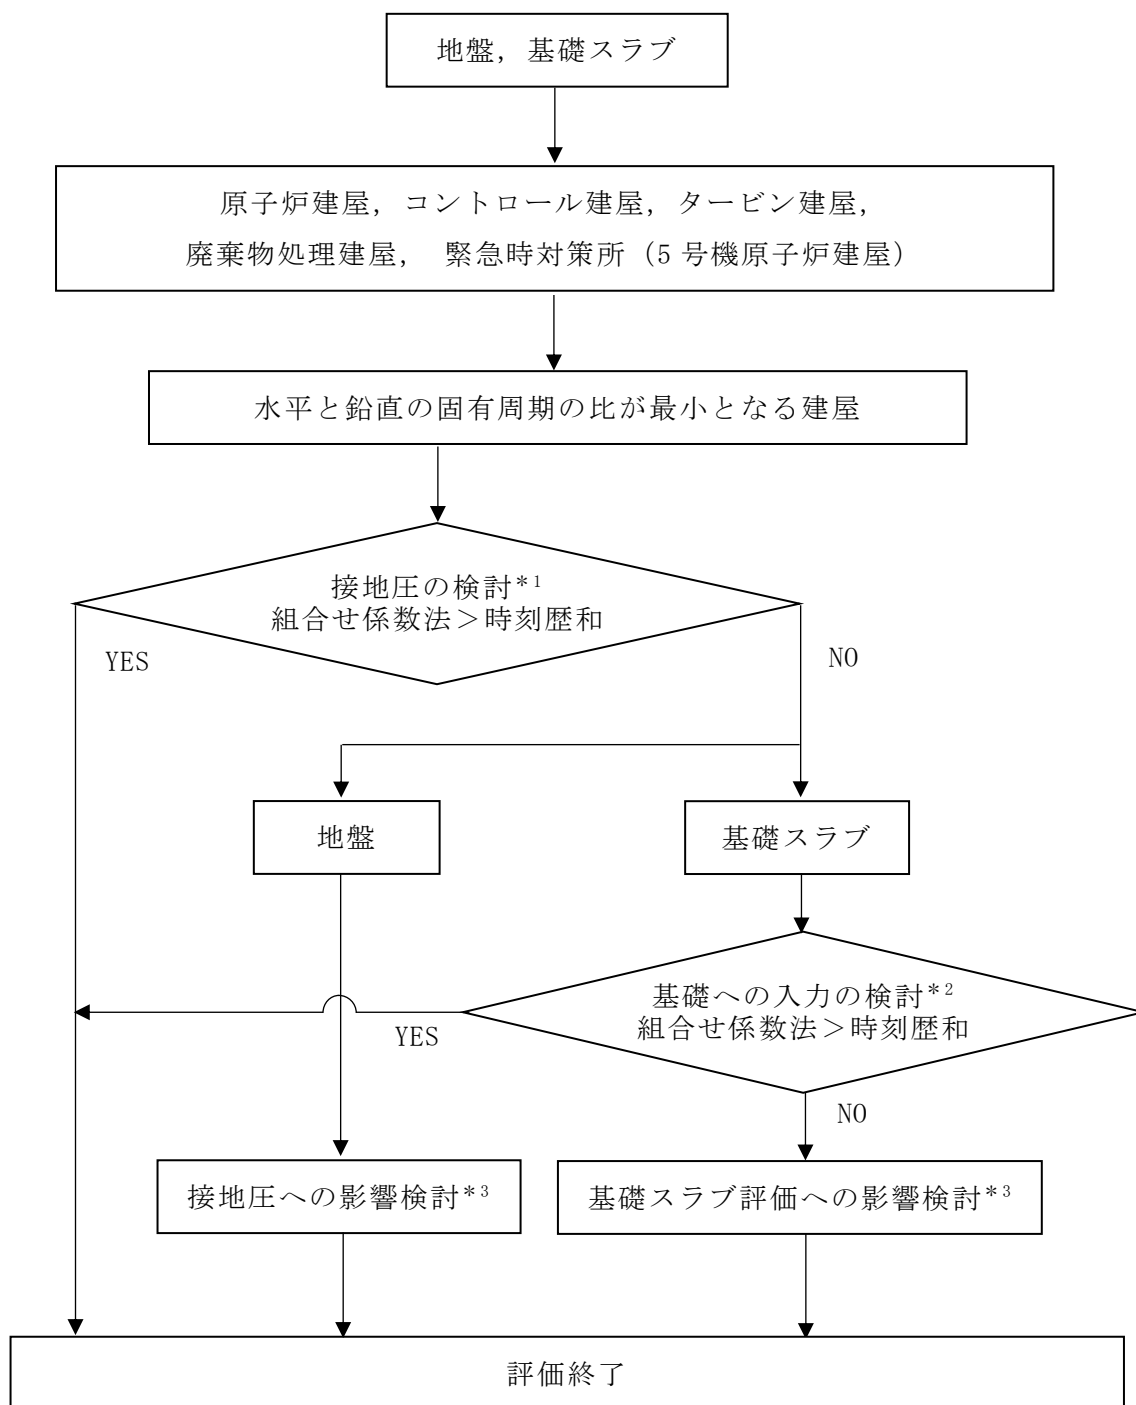 地盤，基礎スラブ
原子炉建屋，コントロール建屋，タービン建屋，
廃棄物処理建屋， 緊急時対策所（5 号機原子炉建屋）
水平と鉛直の固有周期の比が最小となる建屋
接地圧の検討*1
組合せ係数法＞時刻歴和
YES
NO
地盤
基礎スラブ
基礎への入力の検討*2
組合せ係数法＞時刻歴和
YES
NO
接地圧への影響検討*3
基礎スラブ評価への影響検討*3
評価終了